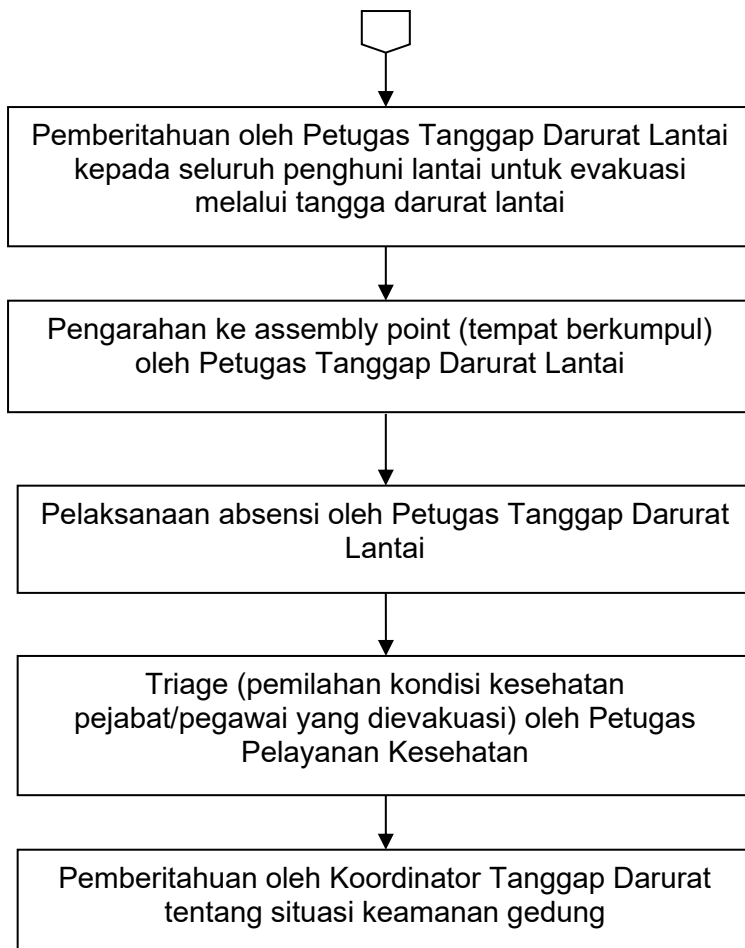 Pemberitahuan oleh Petugas Tanggap Darurat Lantai
kepada seluruh penghuni lantai untuk evakuasi
melalui tangga darurat lantai
Pengarahan ke assembly point (tempat berkumpul)
oleh Petugas Tanggap Darurat Lantai
Pelaksanaan absensi oleh Petugas Tanggap Darurat
Lantai
Triage (pemilahan kondisi kesehatan
pejabat/pegawai yang dievakuasi) oleh Petugas
Pelayanan Kesehatan
Pemberitahuan oleh Koordinator Tanggap Darurat
tentang situasi keamanan gedung